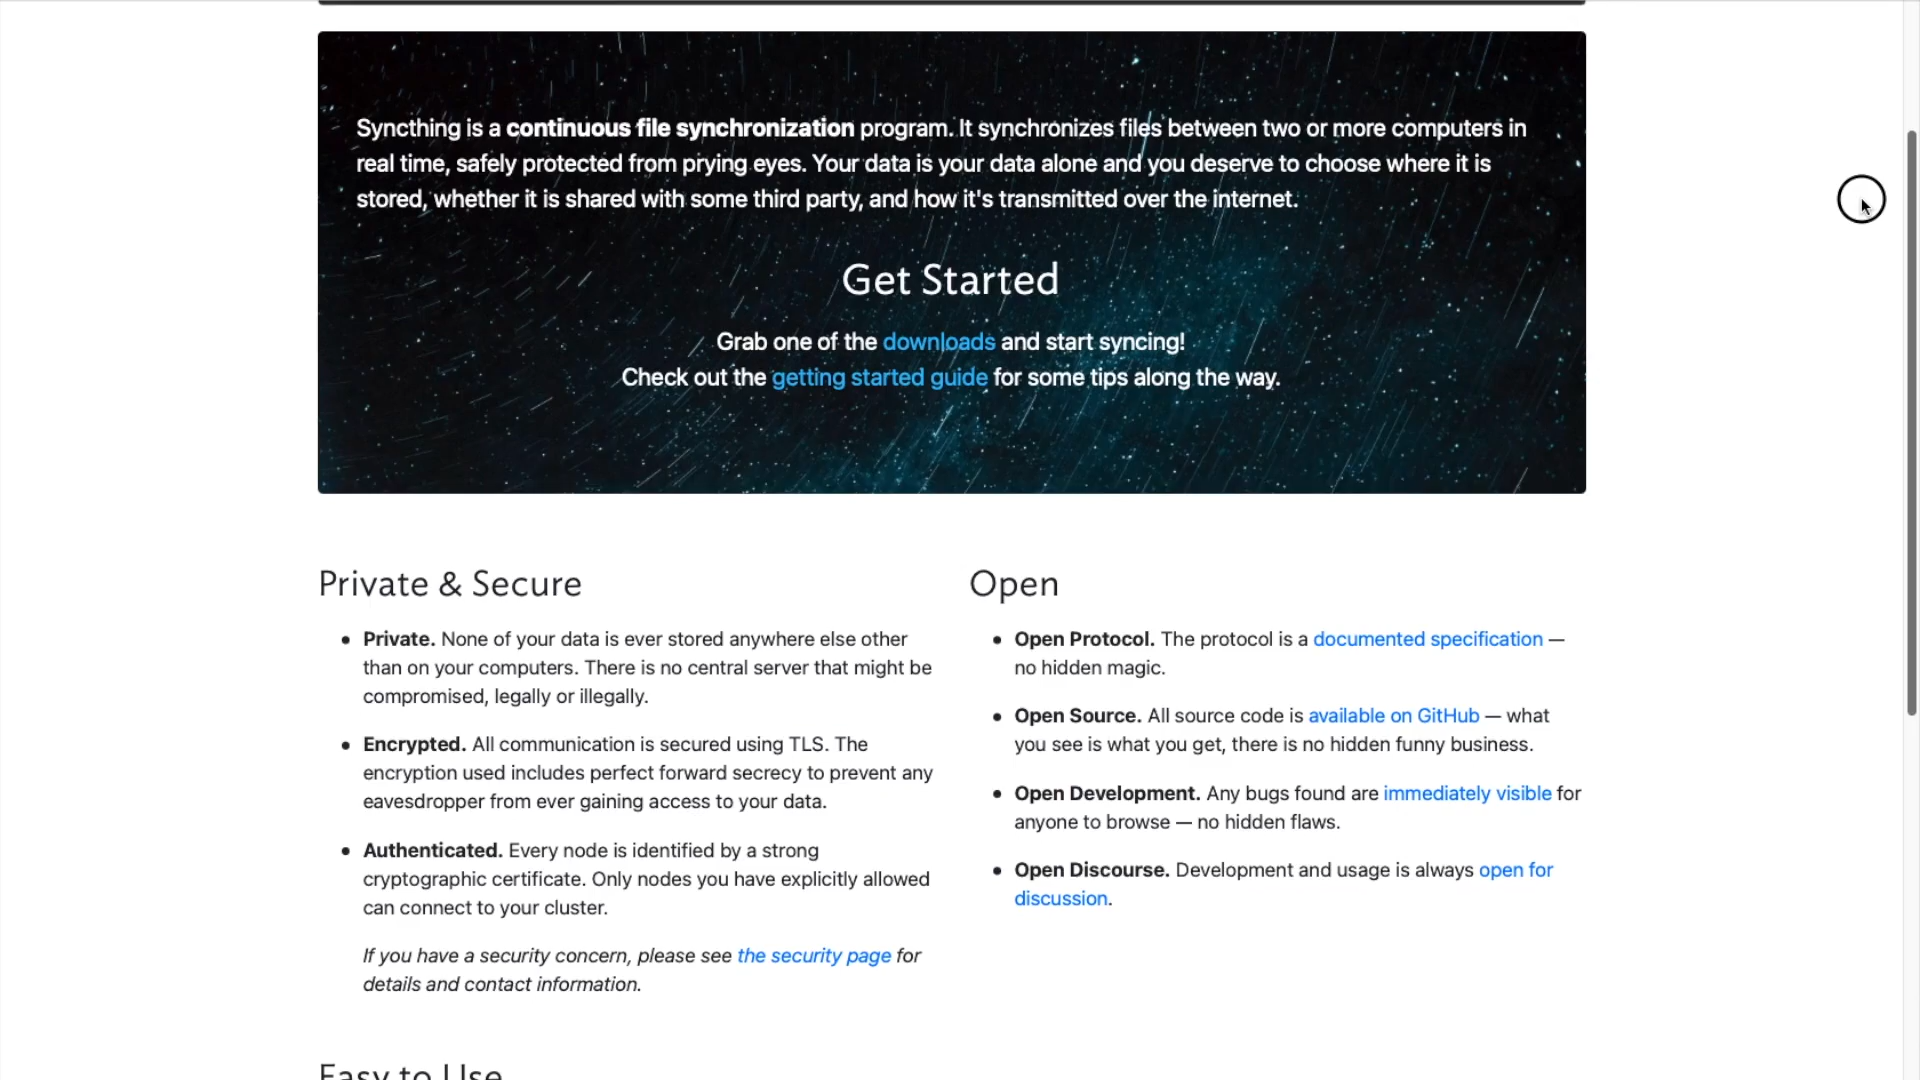 Syncthing is a continuous file synchronization program. It synchronizes files between two or more computers in
real time, safely protected from prying eyes. Your data is your data alone and you deserve to choose where it is
stored, whether it is shared with some third party, and how it's transmitted over the internet.
Get Started
Grab one of the downloads and start syncing!
Check out the getting started guide for some tips along the way.
Private & Secure
• Private. None of your data is ever stored anywhere else other
than on your computers. There is no central server that might be
compromised, legally or illegally.
• Encrypted. All communication is secured using TLS. The
encryption used includes perfect forward secrecy to prevent any
eavesdropper from ever gaining access to your data.
• Authenticated. Every node is identified by a strong
cryptographic certificate. Only nodes you have explicitly allowed
can connect to your cluster.
If you have a security concern, please see the security page for
details and contact information.
Open
• Open Protocol. The protocol is a documented specification —
no hidden magic.
• Open Source. All source code is available on GitHub — what
you see is what you get, there is no hidden funny business.
• Open Development. Any bugs found are immediately visible for
anyone to browse — no hidden flaws.
• Open Discourse. Development and usage is always open for
discussion.
Easy to Use